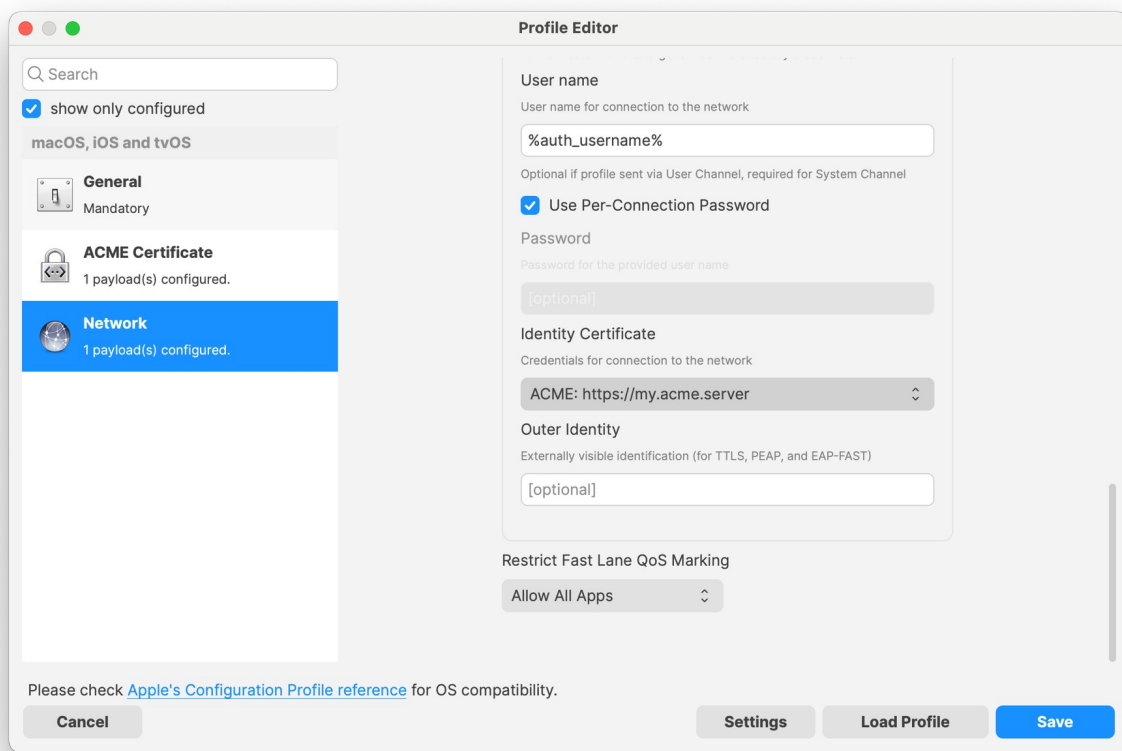 Profile Editor
Search
show only configured
macOS, iOS and tvOS
General
Mandatory
ACME Certificate
1 payload(s) configured.
Network
1 payload(s) configured.
User name
User name for connection to the network
%auth_username%
Optional if profile sent via User Channel, required for System Channel
Use Per-Connection Password
Password
Password for the provided user name
[optional]
Identity Certificate
Credentials for connection to the network
ACME: https://my.acme.server
Outer Identity
Externally visible identification (for TTLS, PEAP, and EAP-FAST)
[optional]
Restrict Fast Lane QoS Marking
Allow All Apps
Please check Apple's Configuration Profile reference for OS compatibility.
Cancel
Settings
Load Profile
Save